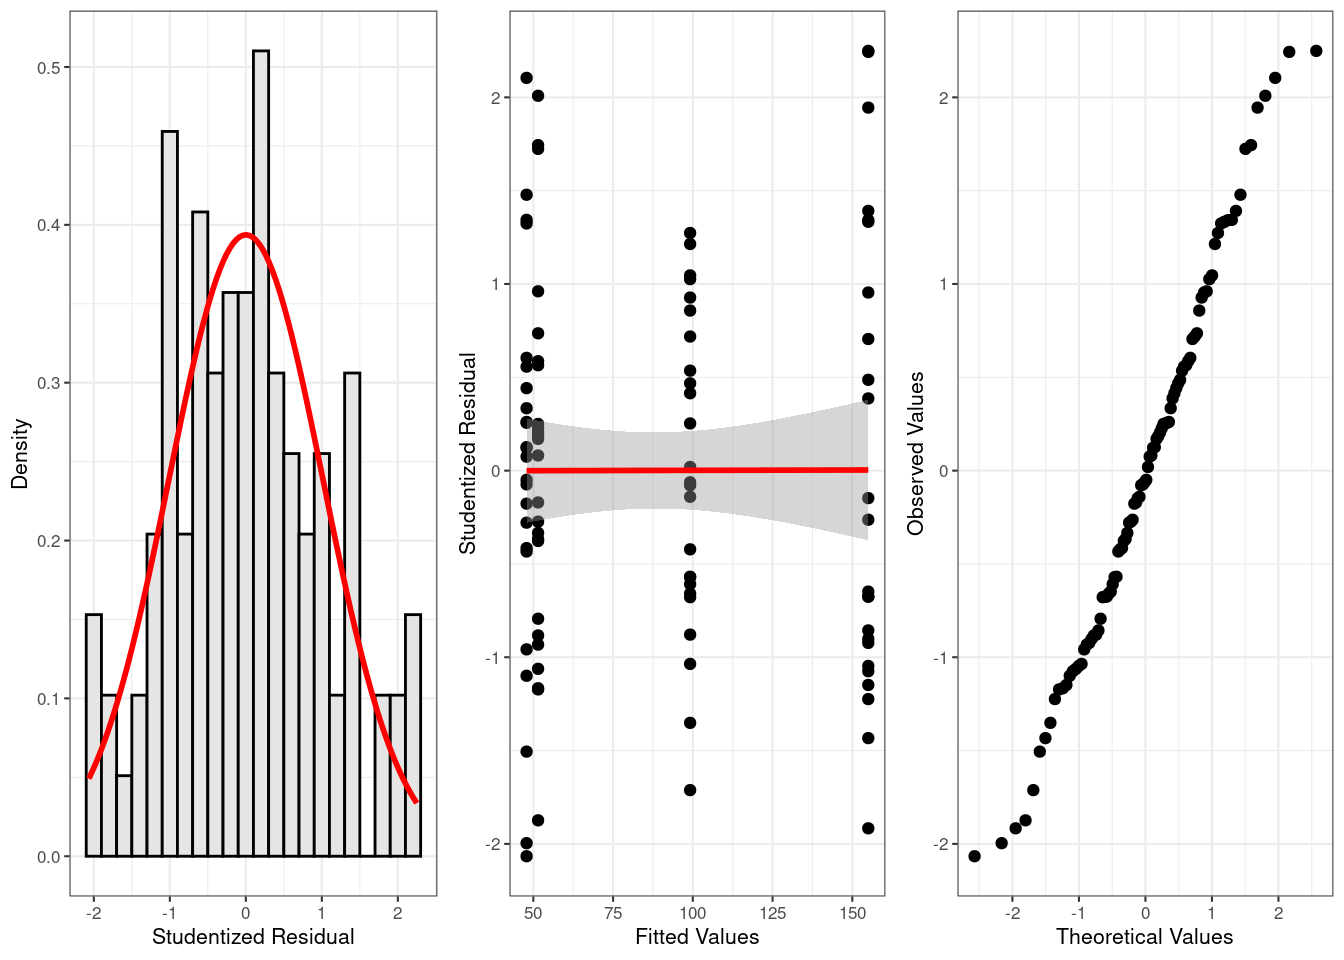 Density
0.5
0.4
0.3
0.2
0.1
0.0
-2 -1 0 1 2
Studentized Residual
Studentized Residual
2
1
0
-1
-2
50 75 100 125 150
Fitted Values
Observed Values
2
1
0
-1
-2
-2 -1 0 1 2
Theoretical Values